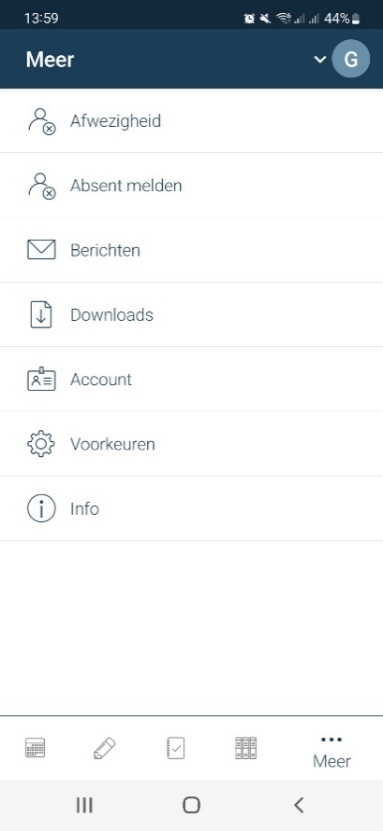 13:59 44%
Meer G
Afwezigheid
Absent melden
Berichten
Downloads
Account
Voorkeuren
Info
Meer